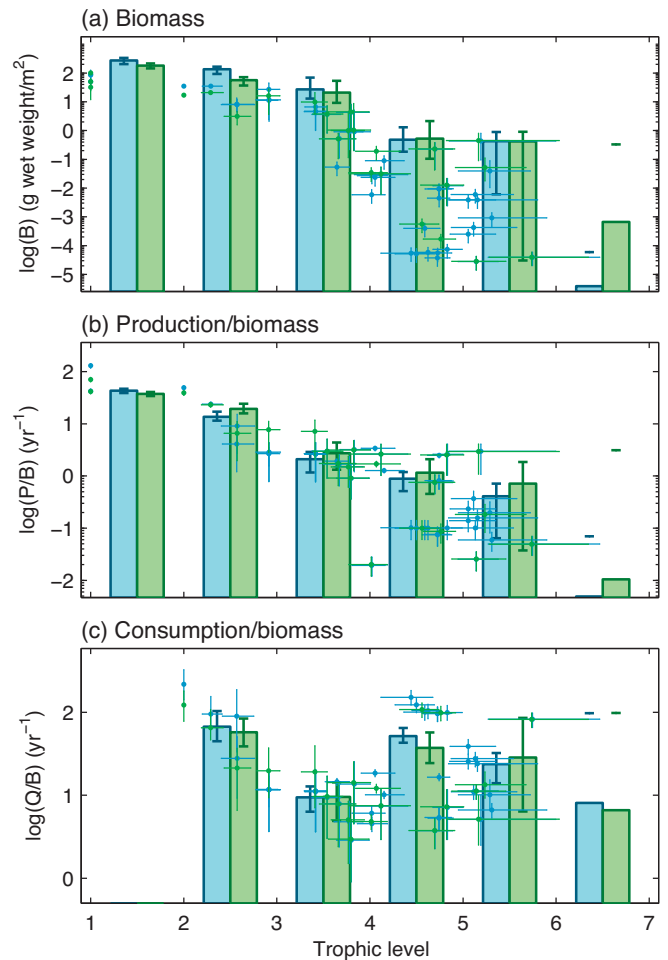 (a) Biomass
log(B) (g wet weight/m²)
2
1
0
−1
−2
−3
−4
−5
(b) Production/biomass
log(P/B) (yr⁻¹)
2
1
0
−1
−2
(c) Consumption/biomass
log(Q/B) (yr⁻¹)
2
1
0
1 2 3 4 5 6 7
Trophic level